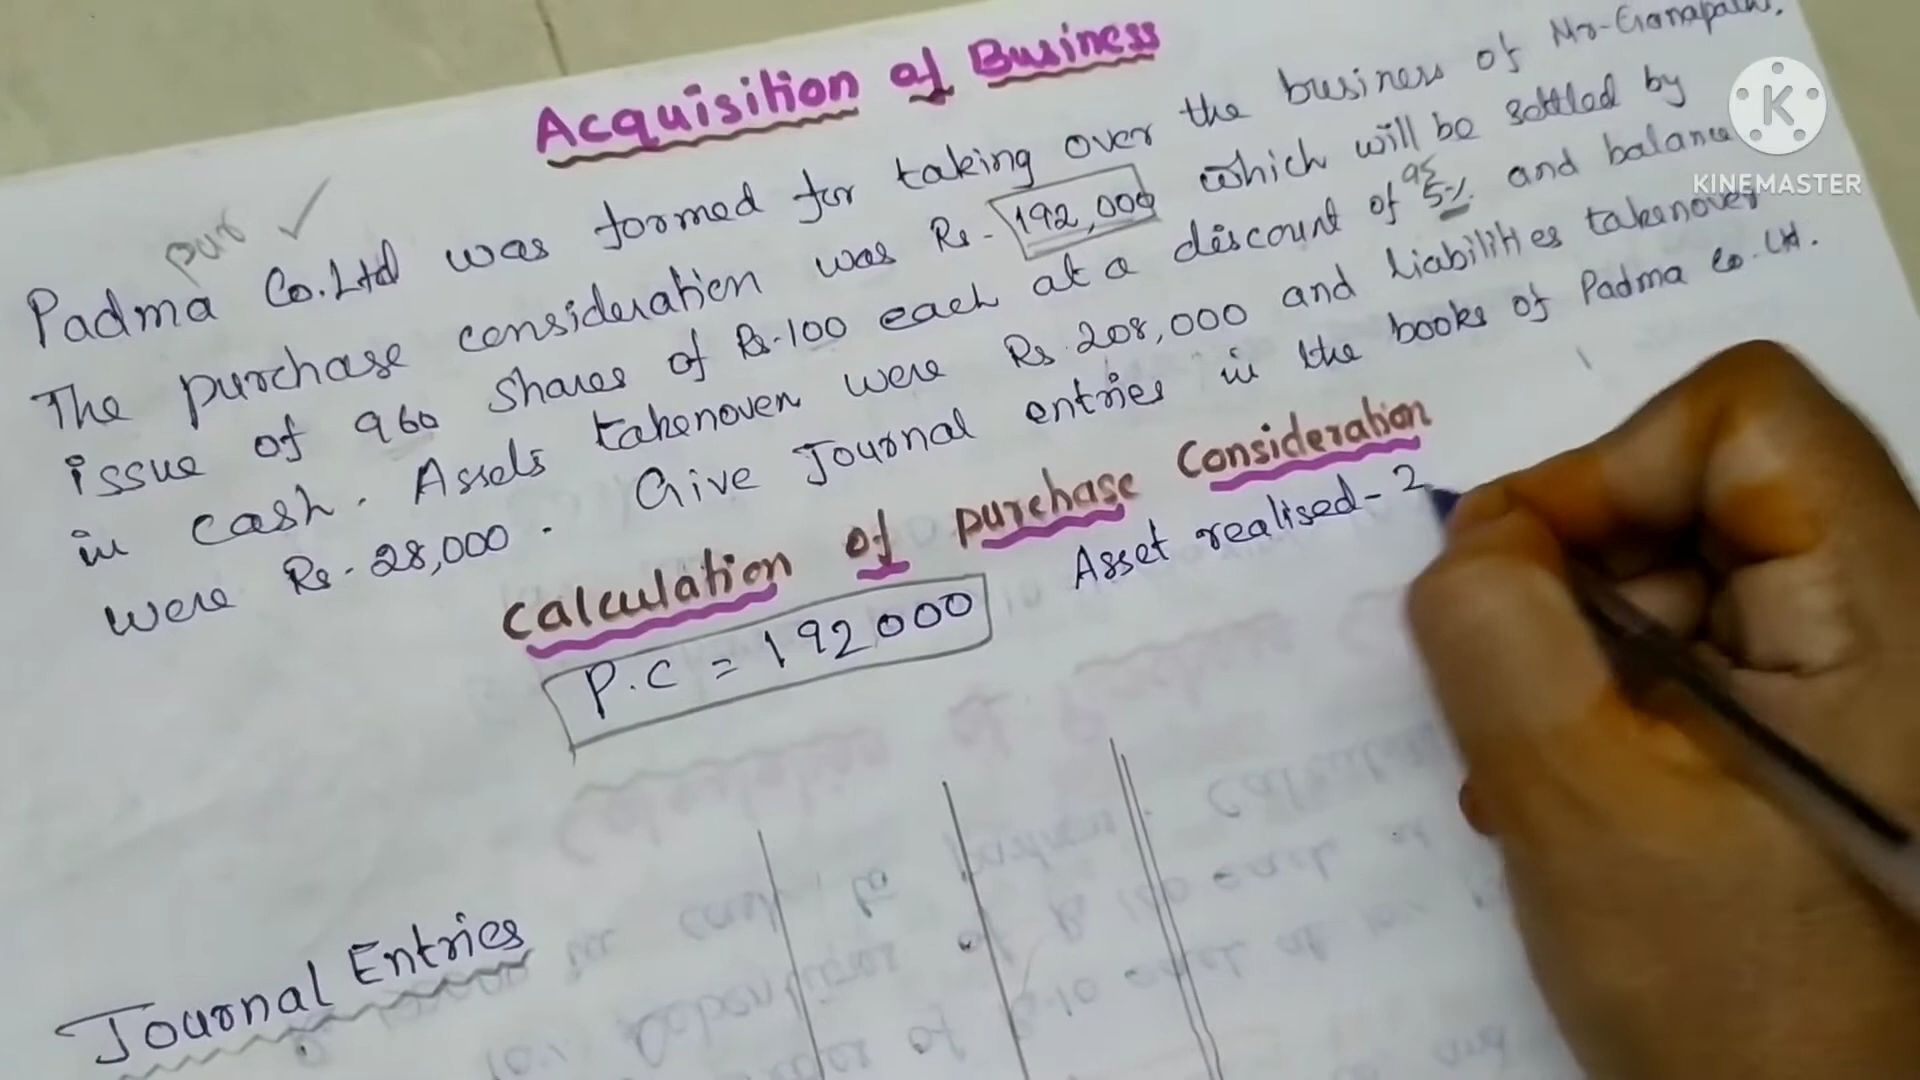 Acquisition of Business
pur
Padma Co.Ltd was formed for taking over the business of Mr-Ganapathi.
The purchase consideration was Rs- 192,000 which will be settled by
issue of 960 shares of Rs-100 each at a discount of 5% and balance
95
in cash. Assets takenover were Rs. 208,000 and liabilities takenover
were Rs-28,000. Give Journal entries in the books of Padma Co.Ltd.
Calculation of purchase Consideration
P.C = 192000
Asset realised- 2
Journal Entries
K
KINEMASTER